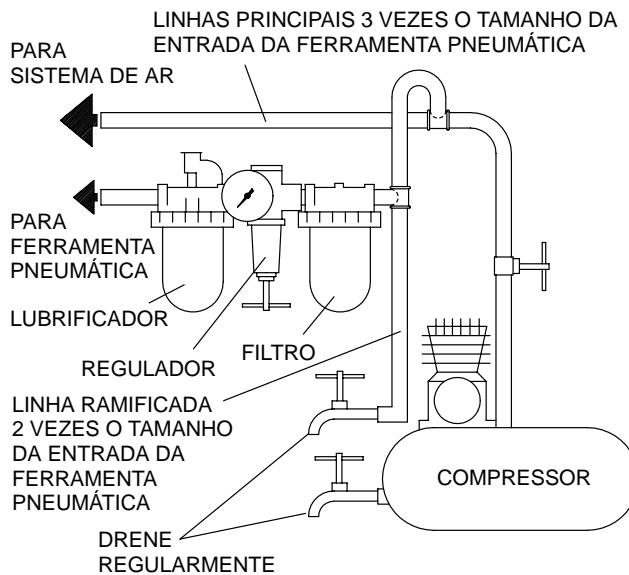 LINHAS PRINCIPAIS 3 VEZES O TAMANHO DA
ENTRADA DA FERRAMENTA PNEUMÁTICA
PARA
SISTEMA DE AR
PARA
FERRAMENTA
PNEUMÁTICA
LUBRIFICADOR
REGULADOR
FILTRO
LINHA RAMIFICADA
2 VEZES O TAMANHO
DA ENTRADA DA
FERRAMENTA
PNEUMÁTICA
COMPRESSOR
DRENE
REGULARMENTE